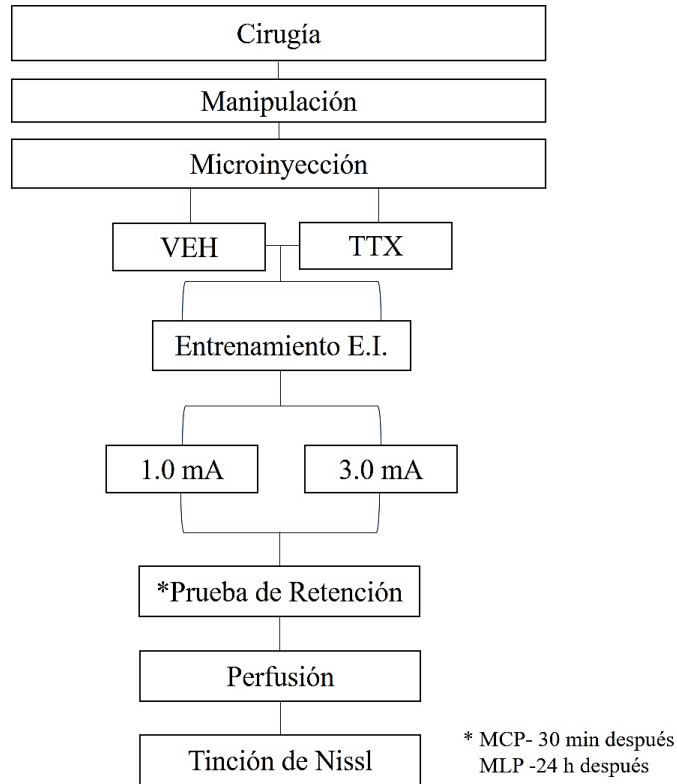 Cirugía
Manipulación
Microinyección
VEH
TTX
Entrenamiento E.I.
1.0 mA
3.0 mA
*Prueba de Retención
Perfusión
Tinción de Nissl
* MCP- 30 min después
MLP -24 h después